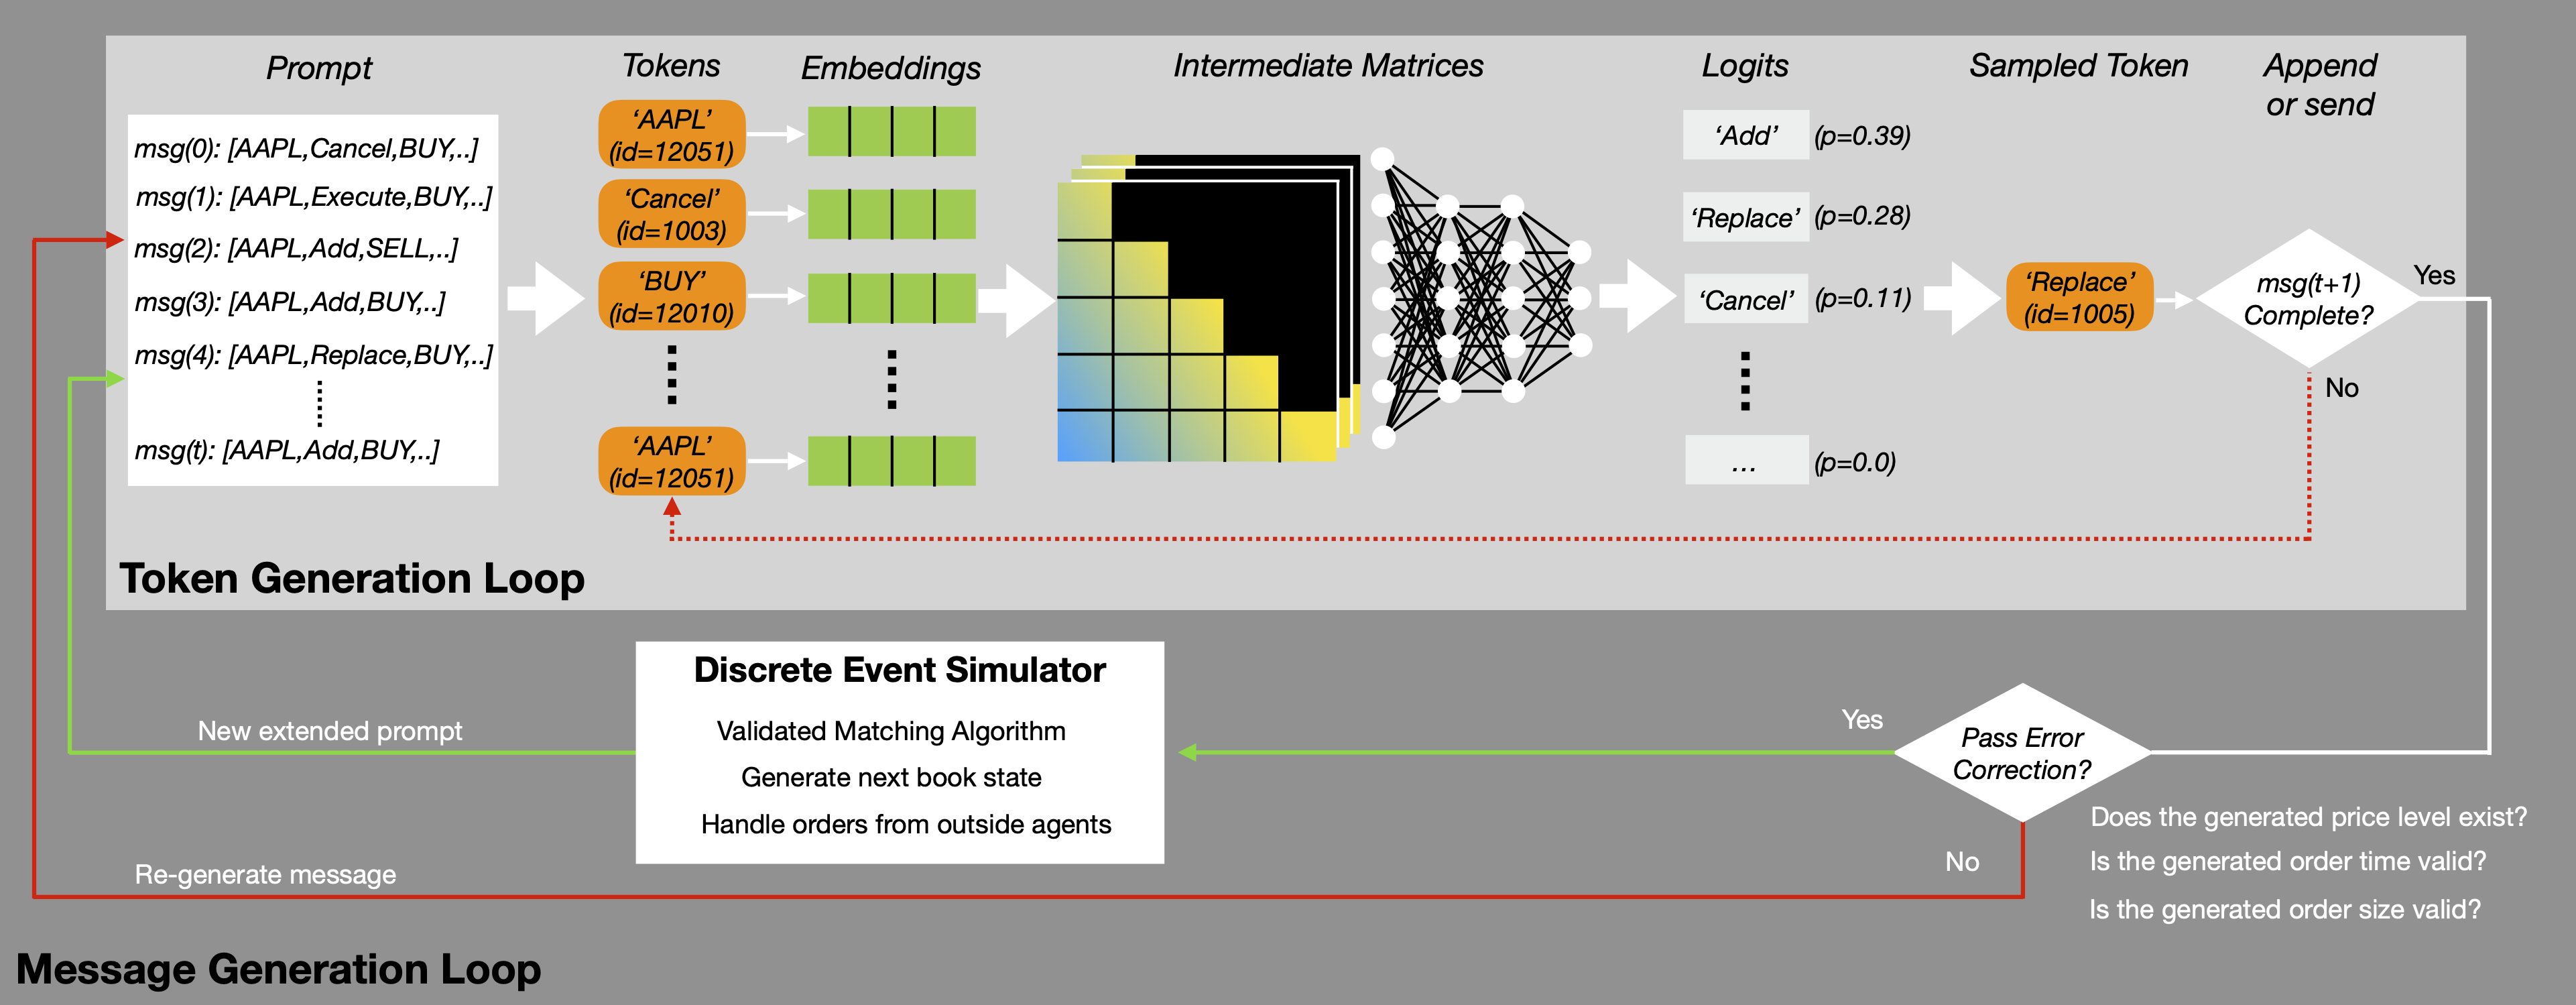 Prompt
Tokens
Embeddings
Intermediate Matrices
Logits
Sampled Token
Append
or send
msg(0): [AAPL,Cancel,BUY,..]
msg(1): [AAPL,Execute,BUY,..]
msg(2): [AAPL,Add,SELL,..]
msg(3): [AAPL,Add,BUY,..]
msg(4): [AAPL,Replace,BUY,..]
msg(t): [AAPL,Add,BUY,..]
‘AAPL’
(id=12051)
‘Cancel’
(id=1003)
‘BUY’
(id=12010)
‘AAPL’
(id=12051)
‘Add’ (p=0.39)
‘Replace’ (p=0.28)
‘Cancel’ (p=0.11)
... (p=0.0)
‘Replace’
(id=1005)
msg(t+1)
Complete?
Yes
No
Token Generation Loop
Discrete Event Simulator
Validated Matching Algorithm
Generate next book state
Handle orders from outside agents
New extended prompt
Re-generate message
Yes
Pass Error
Correction?
No
Does the generated price level exist?
Is the generated order time valid?
Is the generated order size valid?
Message Generation Loop